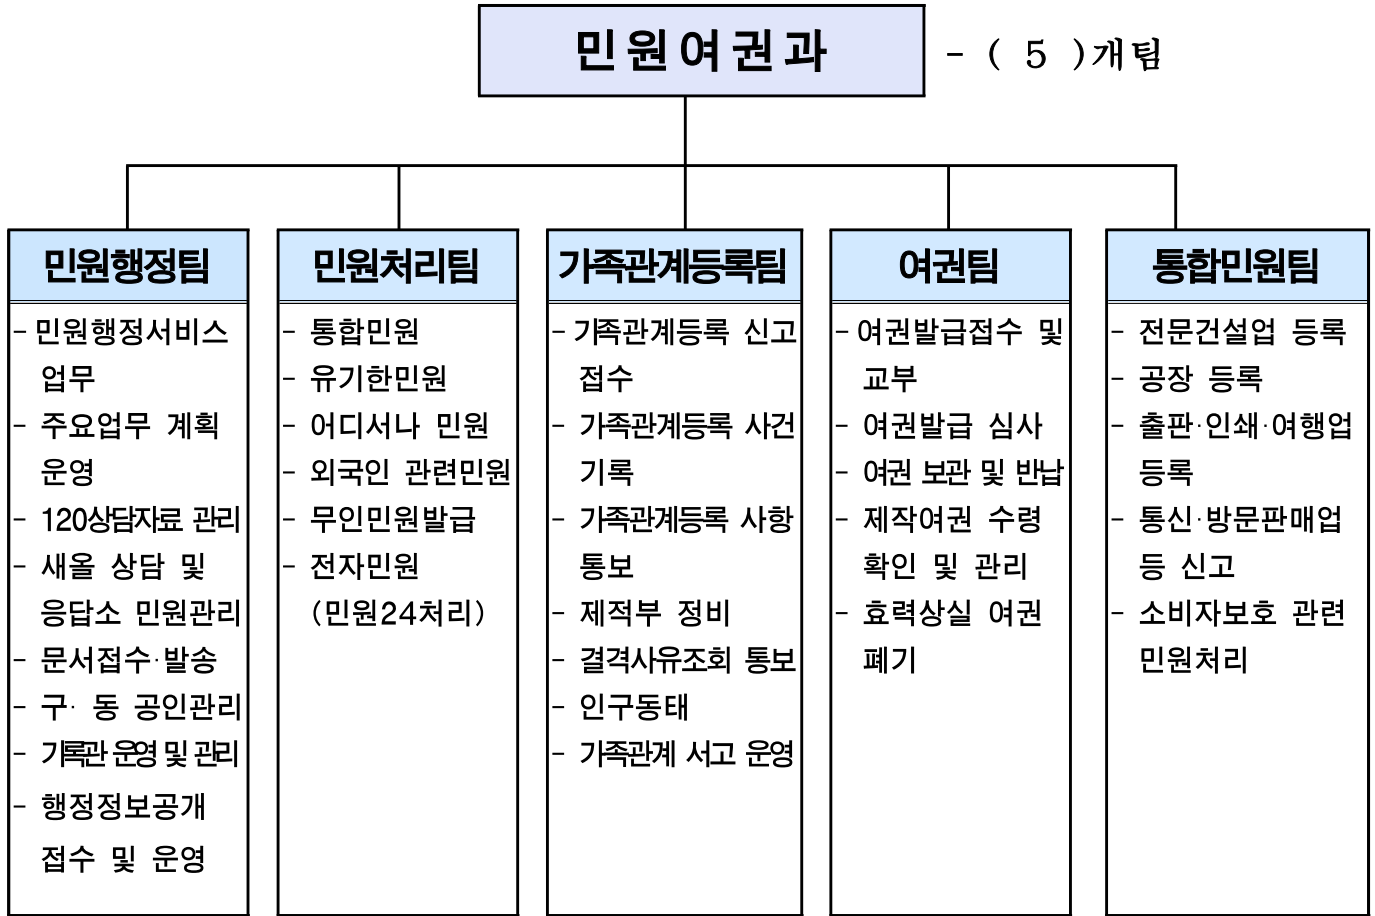 민원여권과 - ( 5 )개팀
민원행정팀
- 민원행정서비스
업무
- 주요업무 계획
운영
- 120상담자료 관리
- 새올 상담 및
응답소 민원관리
- 문서접수·발송
- 구· 동 공인관리
- 기록관 운영 및 관리
- 행정정보공개
접수 및 운영
민원처리팀
- 통합민원
- 유기한민원
- 어디서나 민원
- 외국인 관련민원
- 무인민원발급
- 전자민원
(민원24처리)
가족관계등록팀
- 가족관계등록 신고
접수
- 가족관계등록 사건
기록
- 가족관계등록 사항
통보
- 제적부 정비
- 결격사유조회 통보
- 인구동태
- 가족관계 서고 운영
여권팀
- 여권발급접수 및
교부
- 여권발급 심사
- 여권 보관 및 반납
- 제작여권 수령
확인 및 관리
- 효력상실 여권
폐기
통합민원팀
- 전문건설업 등록
- 공장 등록
- 출판·인쇄·여행업
등록
- 통신·방문판매업
등 신고
- 소비자보호 관련
민원처리